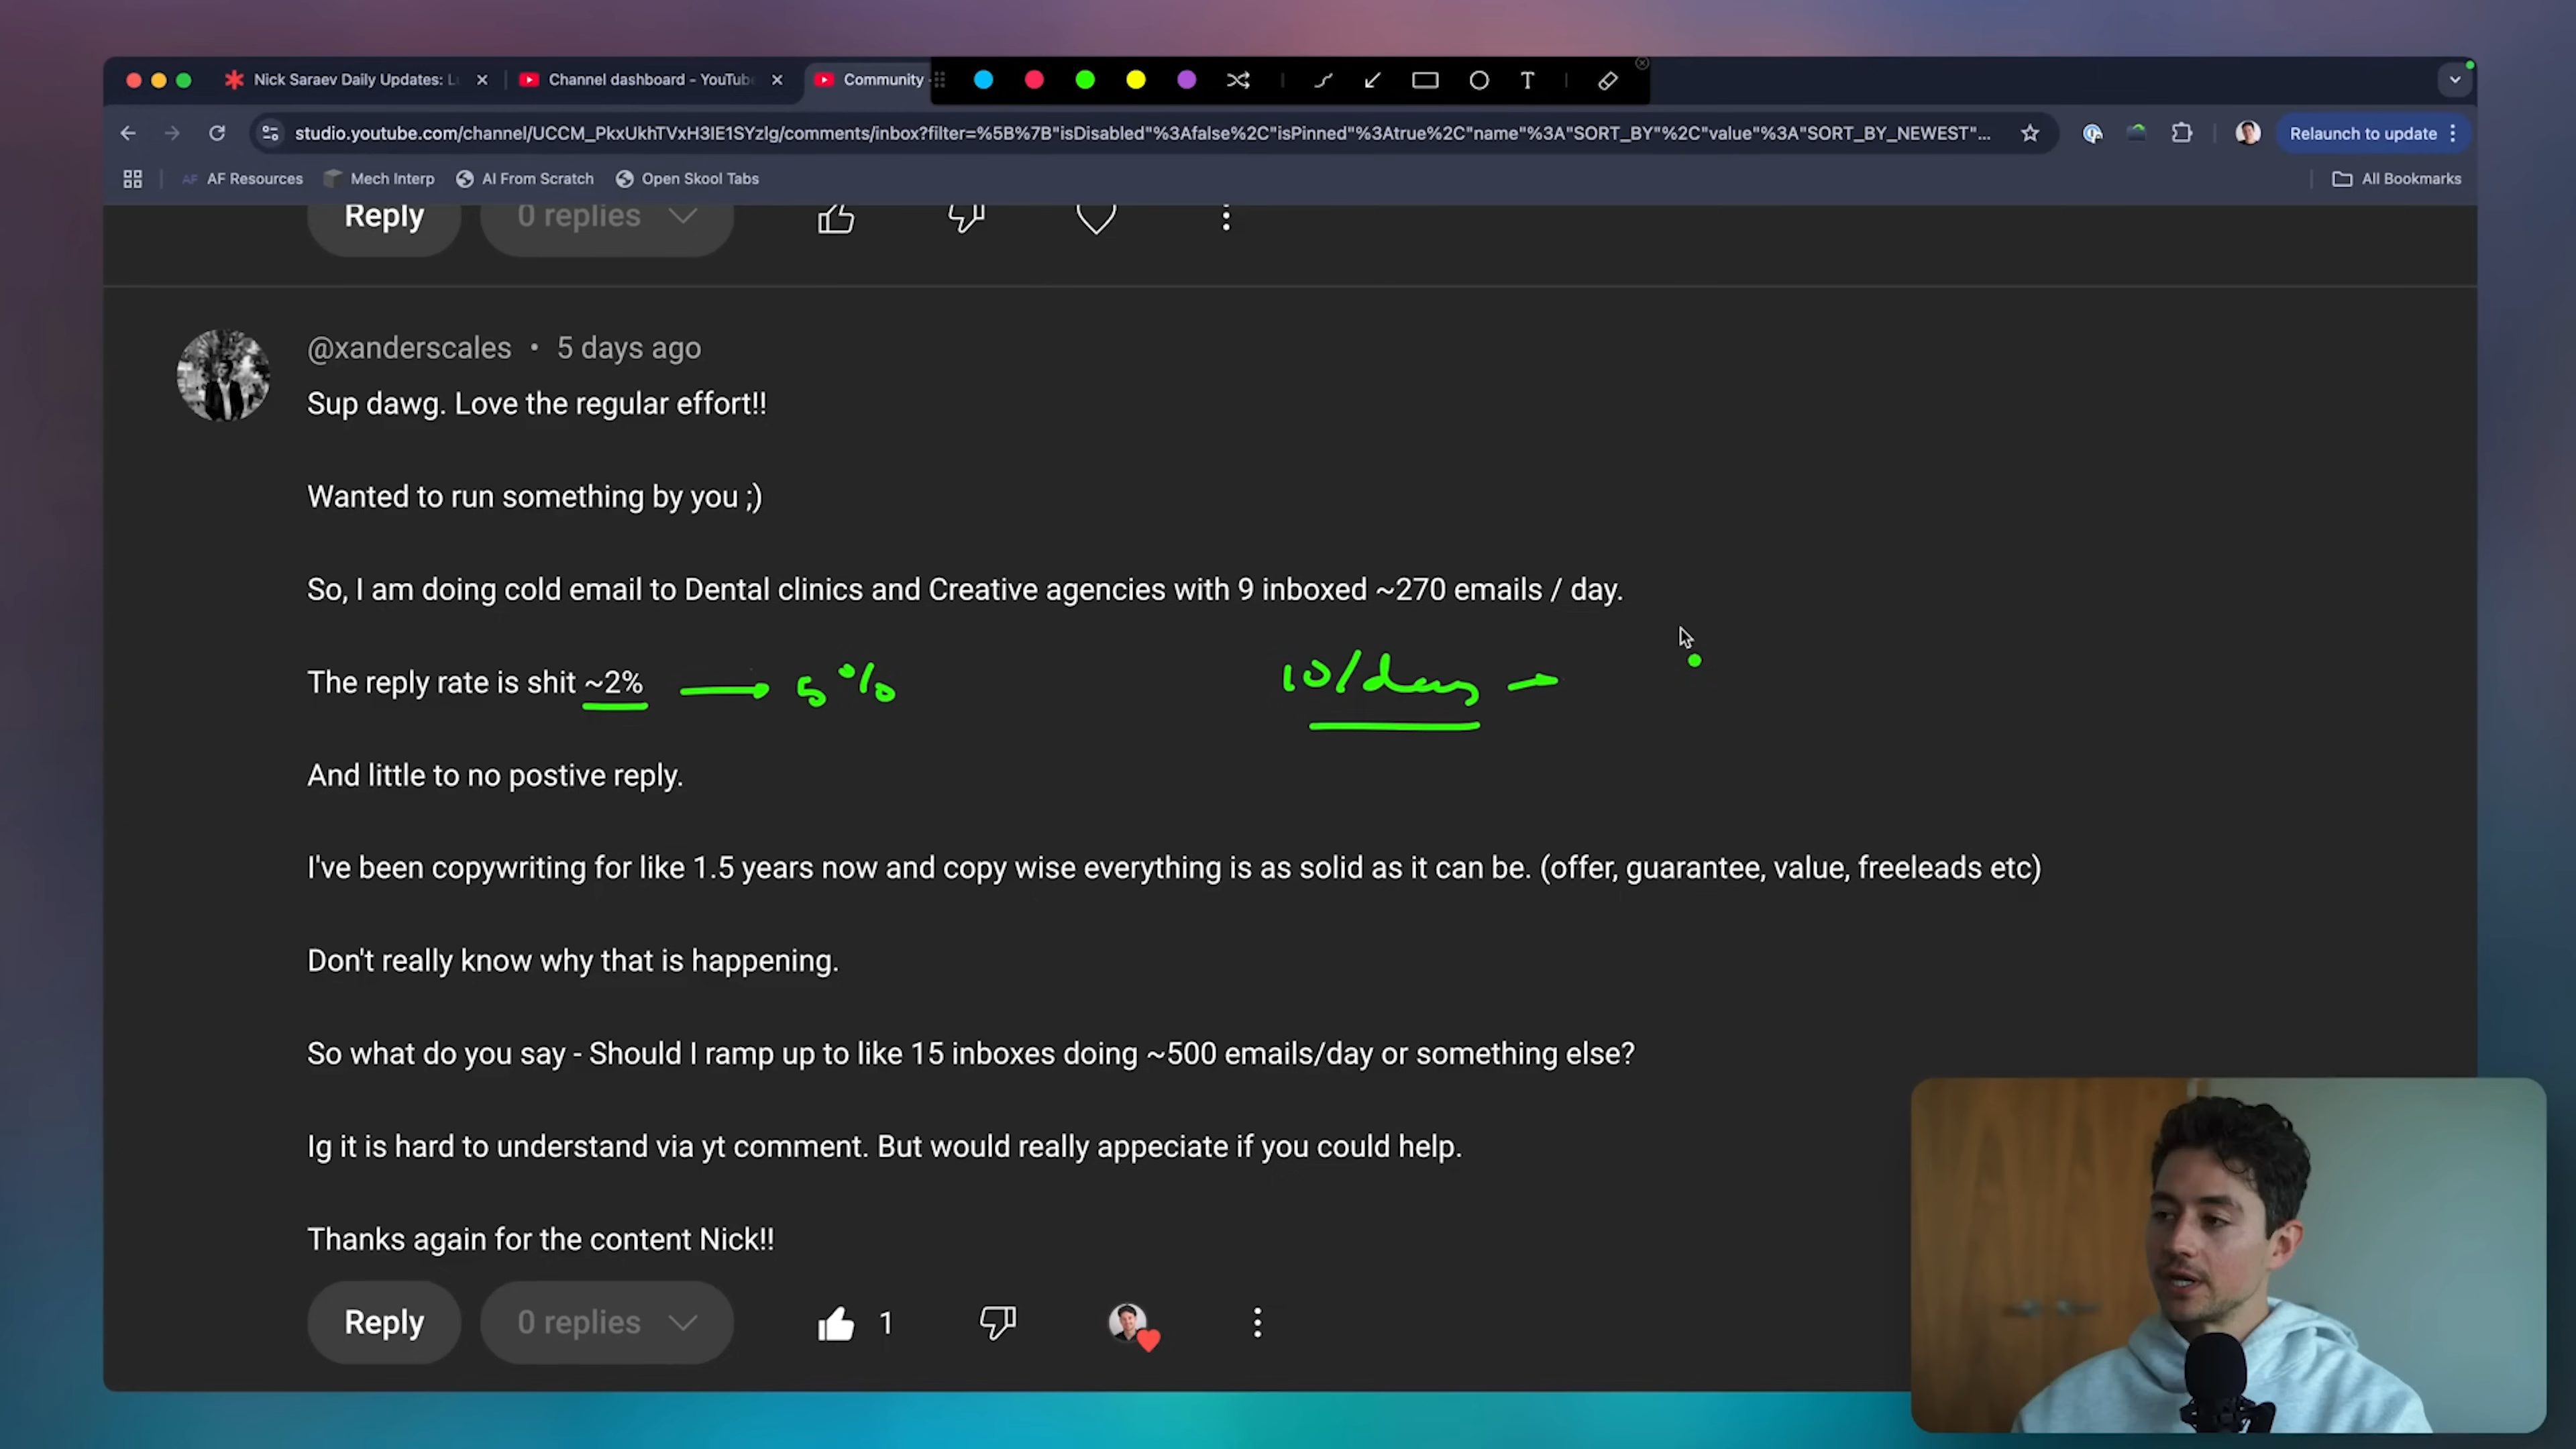 Nick Saraev Daily Updates: L
Channel dashboard - YouTube
Community
T
studio.youtube.com/channel/UCCM_PkxUkhTVxH3IE1SYzIg/comments/inbox?filter=%5B%7B"isDisabled"%3Afalse%2C"isPinned"%3Atrue%2C"name"%3A"SORT_BY"%2C"value"%3A"SORT_BY_NEWEST"...
Relaunch to update
AF AF Resources
Mech Interp
AI From Scratch
Open Skool Tabs
All Bookmarks
Reply
0 replies
@xanderscales • 5 days ago
Sup dawg. Love the regular effort!!
Wanted to run something by you ;)
So, I am doing cold email to Dental clinics and Creative agencies with 9 inboxed ~270 emails / day.
The reply rate is shit ~2% 5% 10/day
And little to no postive reply.
I've been copywriting for like 1.5 years now and copy wise everything is as solid as it can be. (offer, guarantee, value, freeleads etc)
Don't really know why that is happening.
So what do you say - Should I ramp up to like 15 inboxes doing ~500 emails/day or something else?
Ig it is hard to understand via yt comment. But would really appeciate if you could help.
Thanks again for the content Nick!!
Reply
0 replies
1